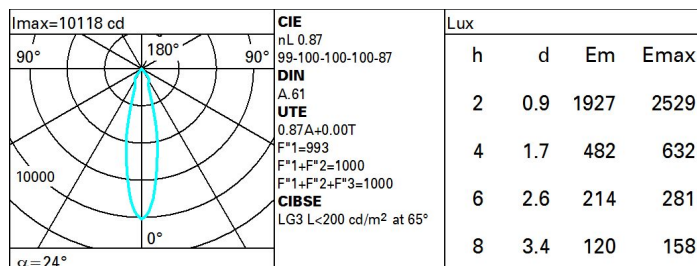 Imax=10118 cd
90° 180° 90°
10000
0°
α=24°
CIE
nL 0.87
99-100-100-100-87
DIN
A.61
UTE
0.87A+0.00T
F"1=993
F"1+F"2=1000
F"1+F"2+F"3=1000
CIBSE
LG3 L<200 cd/m² at 65°
Lux
h d Em Emax
2 0.9 1927 2529
4 1.7 482 632
6 2.6 214 281
8 3.4 120 158